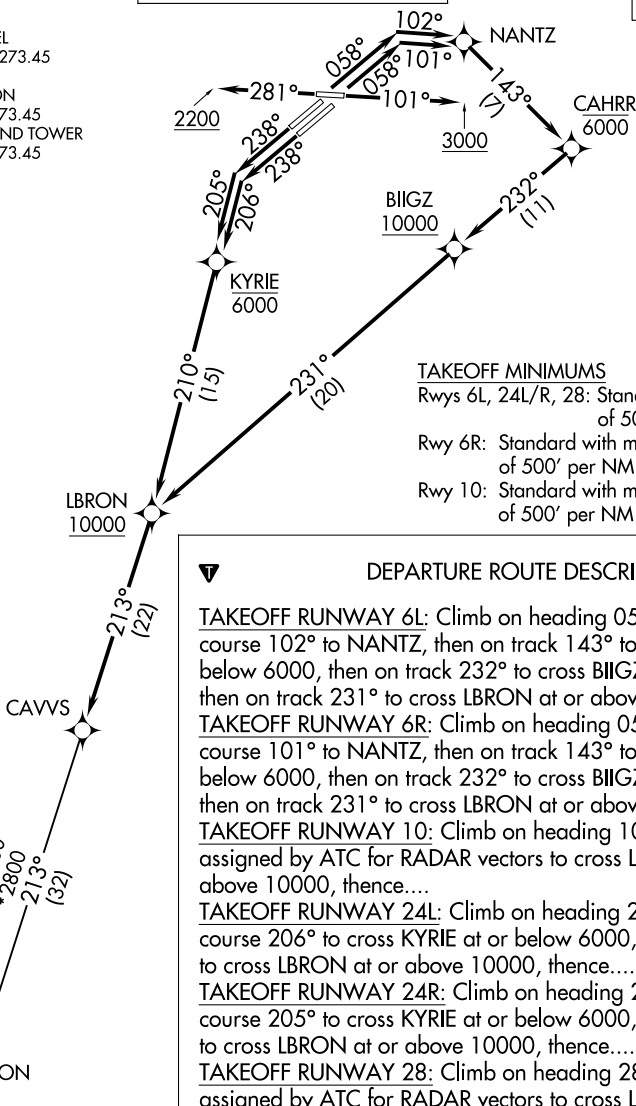 273.45
73.45
ND TOWER
73.45
102°
NANTZ
058°
058°
101°
281°
101°
143°
(7)
2200
3000
CAHRR
6000
238°
238°
232°
(11)
205°
206°
BIIGZ
10000
KYRIE
6000
210°
(15)
231°
(20)
TAKEOFF MINIMUMS
Rwys 6L, 24L/R, 28: Stan
of 50
Rwy 6R: Standard with m
of 500' per NM
Rwy 10: Standard with m
of 500' per NM
LBRON
10000
213°
(22)
CAVVS
*2800
213°
(32)
ON
T
DEPARTURE ROUTE DESCRI
TAKEOFF RUNWAY 6L: Climb on heading 05
course 102° to NANTZ, then on track 143° to
below 6000, then on track 232° to cross BIIGZ
then on track 231° to cross LBRON at or abov
TAKEOFF RUNWAY 6R: Climb on heading 05
course 101° to NANTZ, then on track 143° to
below 6000, then on track 232° to cross BIIGZ
then on track 231° to cross LBRON at or abov
TAKEOFF RUNWAY 10: Climb on heading 10
assigned by ATC for RADAR vectors to cross L
above 10000, thence....
TAKEOFF RUNWAY 24L: Climb on heading 2
course 206° to cross KYRIE at or below 6000,
to cross LBRON at or above 10000, thence....
TAKEOFF RUNWAY 24R: Climb on heading 2
course 205° to cross KYRIE at or below 6000,
to cross LBRON at or above 10000, thence....
TAKEOFF RUNWAY 28: Climb on heading 28
assigned by ATC for RADAR vectors to cross L